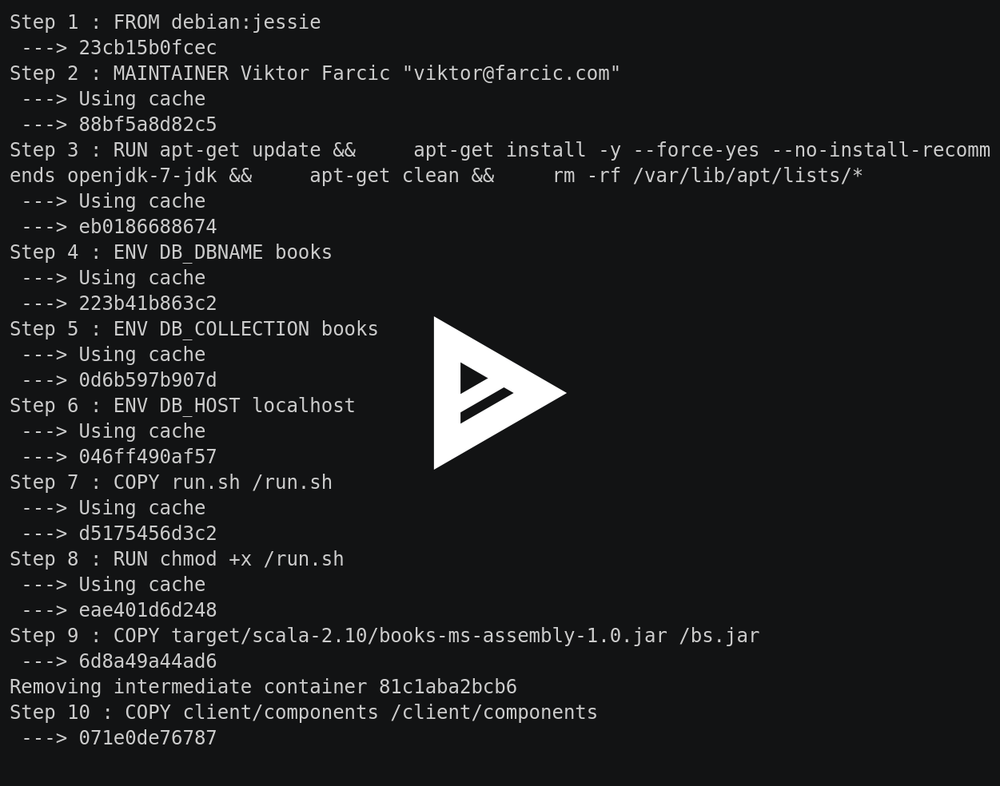 Step 1 : FROM debian:jessie
 ---> 23cb15b0fcec
Step 2 : MAINTAINER Viktor Farcic "viktor@farcic.com"
 ---> Using cache
 ---> 88bf5a8d82c5
Step 3 : RUN apt-get update &&     apt-get install -y --force-yes --no-install-recomm
ends openjdk-7-jdk &&     apt-get clean &&     rm -rf /var/lib/apt/lists/*
 ---> Using cache
 ---> eb0186688674
Step 4 : ENV DB_DBNAME books
 ---> Using cache
 ---> 223b41b863c2
Step 5 : ENV DB_COLLECTION books
 ---> Using cache
 ---> 0d6b597b907d
Step 6 : ENV DB_HOST localhost
 ---> Using cache
 ---> 046ff490af57
Step 7 : COPY run.sh /run.sh
 ---> Using cache
 ---> d5175456d3c2
Step 8 : RUN chmod +x /run.sh
 ---> Using cache
 ---> eae401d6d248
Step 9 : COPY target/scala-2.10/books-ms-assembly-1.0.jar /bs.jar
 ---> 6d8a49a44ad6
Removing intermediate container 81c1aba2bcb6
Step 10 : COPY client/components /client/components
 ---> 071e0de76787